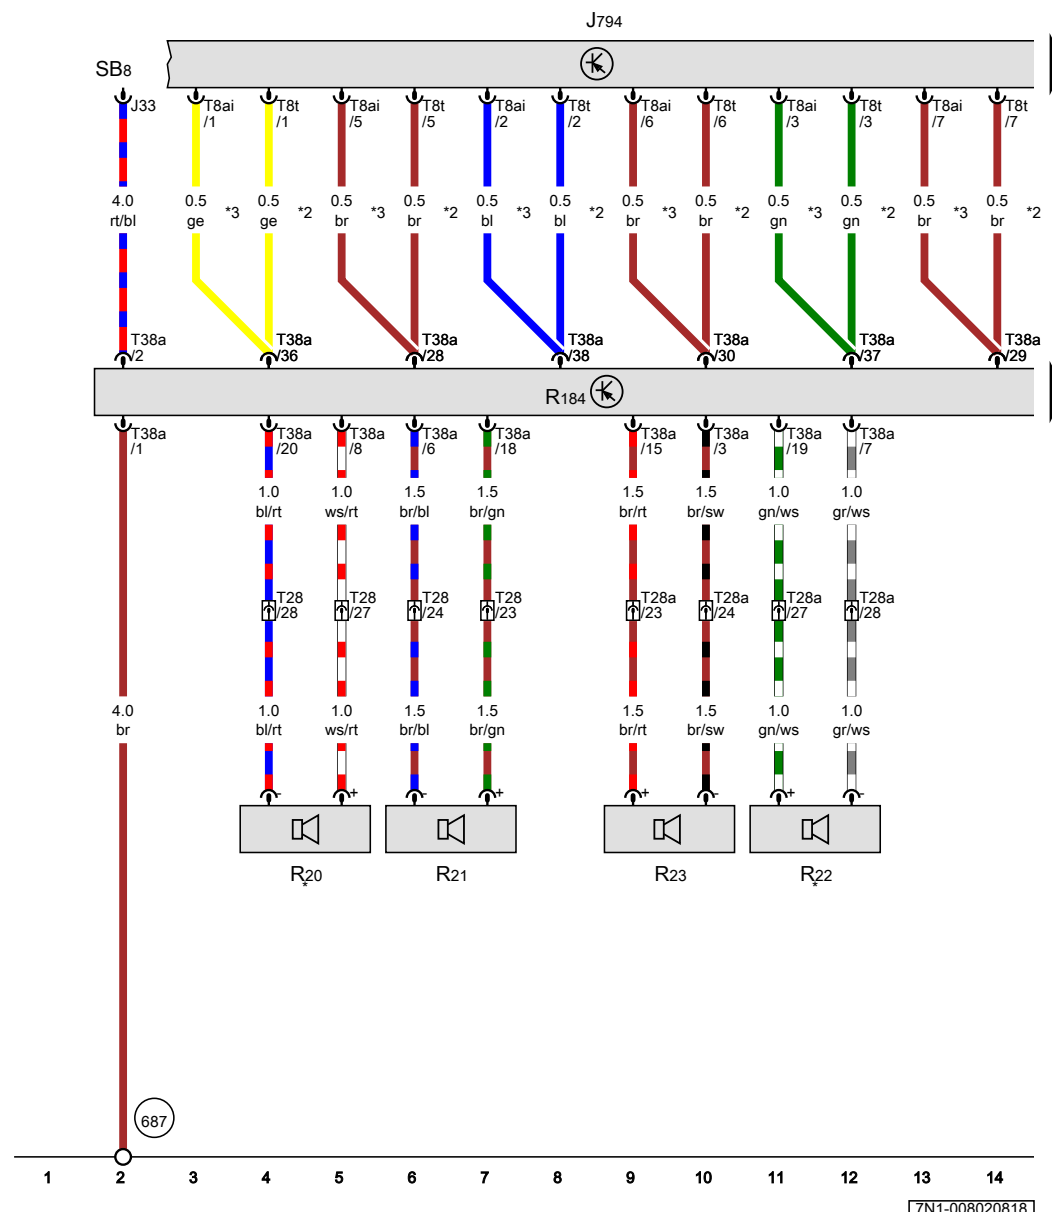 J794
SB8
J33
T8ai
/1
T8t
/1
T8ai
/5
T8t
/5
T8ai
/2
T8t
/2
T8ai
/6
T8t
/6
T8ai
/3
T8t
/3
T8ai
/7
T8t
/7
4.0
rt/bl
0.5
ge
*3
0.5
ge
*2
0.5
br
*3
0.5
br
*2
0.5
bl
*3
0.5
bl
*2
0.5
br
*3
0.5
br
*2
0.5
gn
*3
0.5
gn
*2
0.5
br
*3
0.5
br
*2
T38a
/2
T38a
/36
T38a
/28
T38a
/38
T38a
/30
T38a
/37
T38a
/29
R184
T38a
/1
T38a
/20
T38a
/8
T38a
/6
T38a
/18
T38a
/15
T38a
/3
T38a
/19
T38a
/7
1.0
bl/rt
1.0
ws/rt
1.5
br/bl
1.5
br/gn
1.5
br/rt
1.5
br/sw
1.0
gn/ws
1.0
gr/ws
T28
/28
T28
/27
T28
/24
T28
/23
T28a
/23
T28a
/24
T28a
/27
T28a
/28
4.0
br
1.0
bl/rt
1.0
ws/rt
1.5
br/bl
1.5
br/gn
1.5
br/rt
1.5
br/sw
1.0
gn/ws
1.0
gr/ws
- + - + + - + -
R20
*
R21
R23
R22
*
687
1 2 3 4 5 6 7 8 9 10 11 12 13 14
7N1-008020818